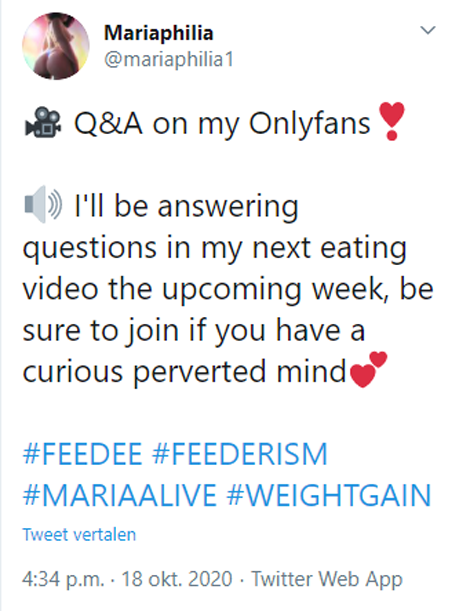 Mariaphilia
@mariaphilia1
🎥 Q&A on my Onlyfans❣️
🔊 I'll be answering
questions in my next eating
video the upcoming week, be
sure to join if you have a
curious perverted mind💕
#FEEDEE #FEEDERISM
#MARIAALIVE #WEIGHTGAIN
Tweet vertalen
4:34 p.m. · 18 okt. 2020 · Twitter Web App